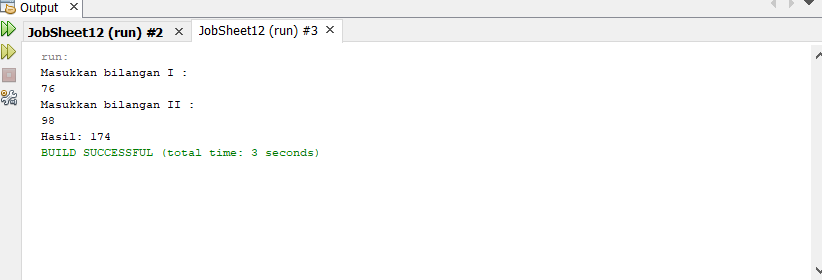 Output
JobSheet12 (run) #2
JobSheet12 (run) #3
run:
Masukkan bilangan I :
76
Masukkan bilangan II :
98
Hasil: 174
BUILD SUCCESSFUL (total time: 3 seconds)